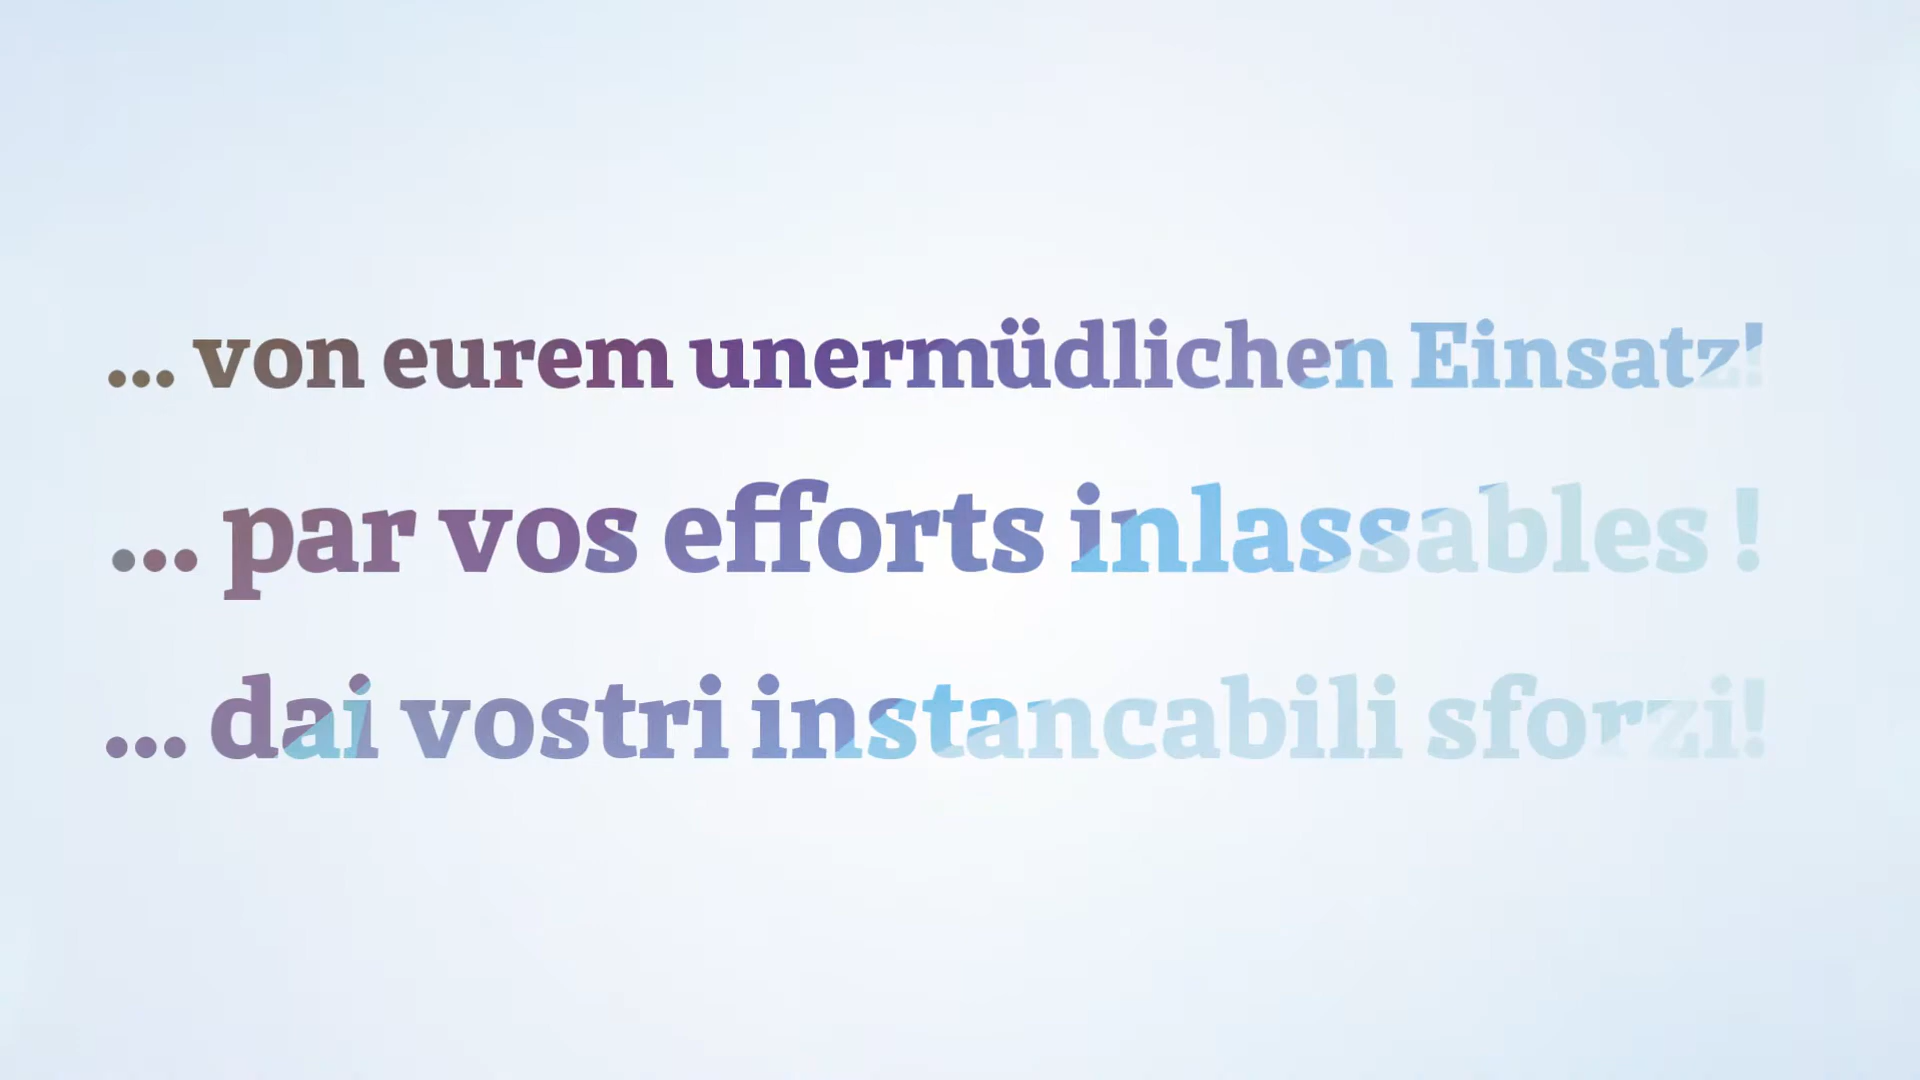 ... von eurem unermüdlichen Einsatz!
... par vos efforts inlassables !
... dai vostri instancabili sforzi!